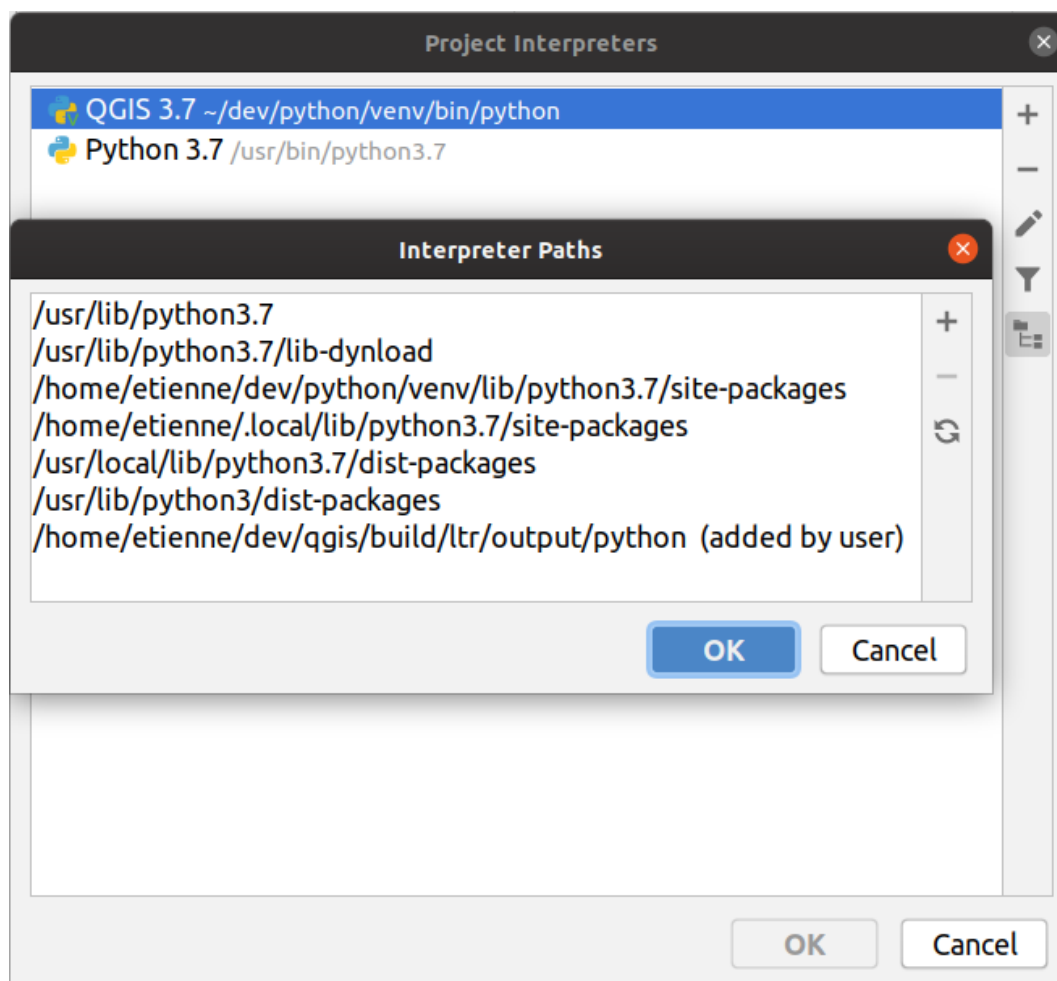 Project Interpreters
QGIS 3.7 ~/dev/python/venv/bin/python
Python 3.7 /usr/bin/python3.7
Interpreter Paths
/usr/lib/python3.7
/usr/lib/python3.7/lib-dynload
/home/etienne/dev/python/venv/lib/python3.7/site-packages
/home/etienne/.local/lib/python3.7/site-packages
/usr/local/lib/python3.7/dist-packages
/usr/lib/python3/dist-packages
/home/etienne/dev/qgis/build/ltr/output/python (added by user)
OK Cancel
OK Cancel